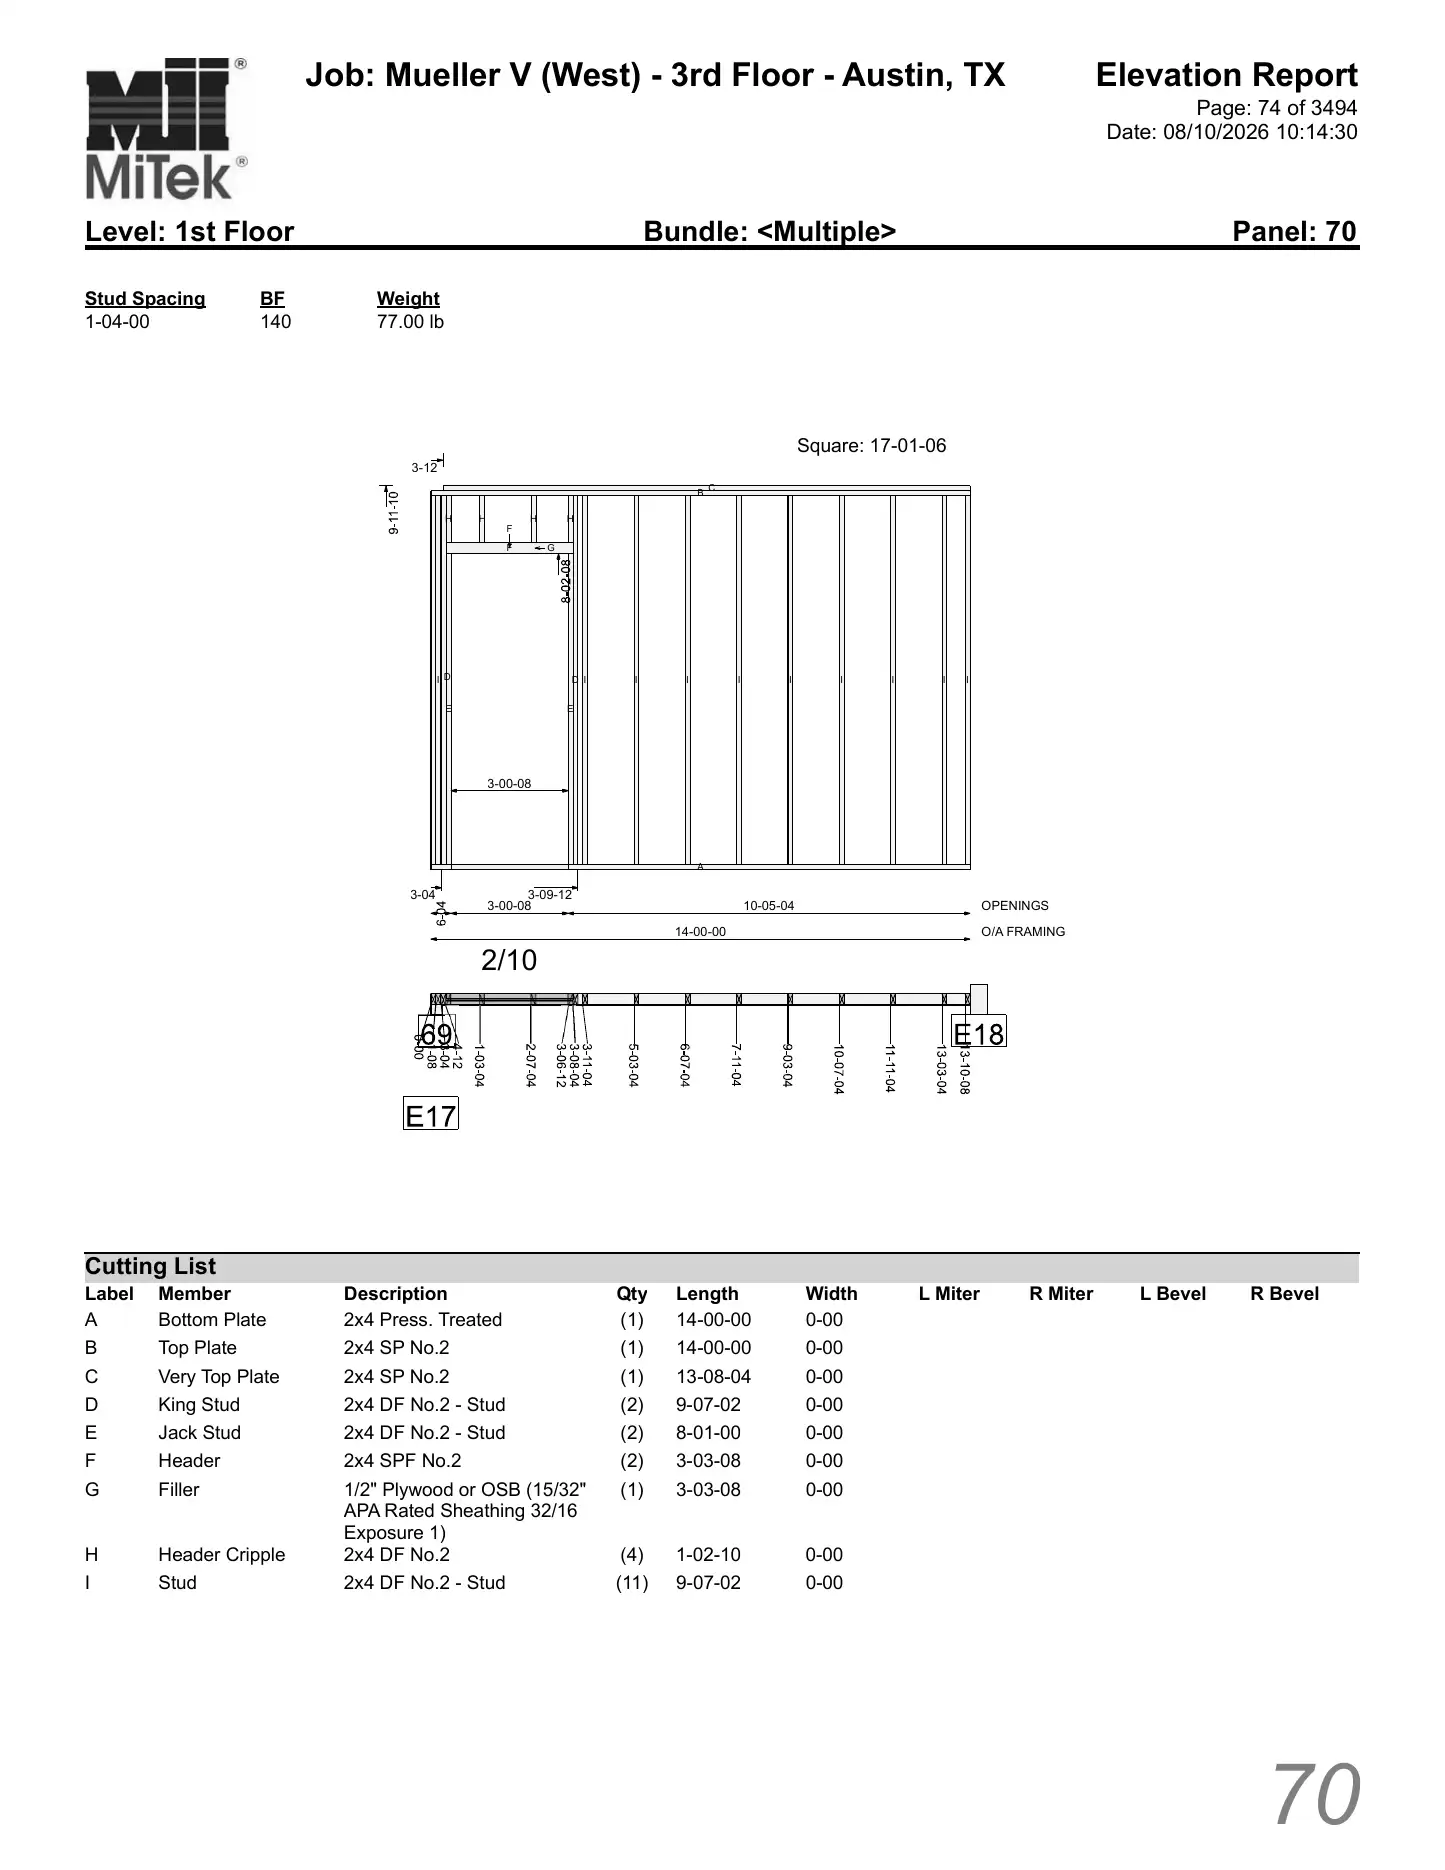 Job: Mueller V (West) - 3rd Floor - Austin, TX
Elevation Report
Page: 74 of 3494
Date: 08/10/2026 10:14:30
MiTek®
Level: 1st Floor Bundle: <Multiple> Panel: 70
Stud Spacing BF Weight
1-04-00 140 77.00 lb
Square: 17-01-06
3-12
9-11-10
C
B
H H H H
F
F G
8-02-08
I D D I I I I I I I I I
E E
3-00-08
A
3-04 3-09-12
6-04 3-00-08 10-05-04 OPENINGS
14-00-00 O/A FRAMING
2/10
69 E18
1-03-04 2-07-04 3-06-12 3-08-04 3-11-04 5-03-04 6-07-04 7-11-04 9-03-04 10-07-04 11-11-04 13-03-04 13-10-08
E17
Cutting List
Label Member Description Qty Length Width L Miter R Miter L Bevel R Bevel
A Bottom Plate 2x4 Press. Treated (1) 14-00-00 0-00
B Top Plate 2x4 SP No.2 (1) 14-00-00 0-00
C Very Top Plate 2x4 SP No.2 (1) 13-08-04 0-00
D King Stud 2x4 DF No.2 - Stud (2) 9-07-02 0-00
E Jack Stud 2x4 DF No.2 - Stud (2) 8-01-00 0-00
F Header 2x4 SPF No.2 (2) 3-03-08 0-00
G Filler 1/2" Plywood or OSB (15/32" (1) 3-03-08 0-00
APA Rated Sheathing 32/16
Exposure 1)
H Header Cripple 2x4 DF No.2 (4) 1-02-10 0-00
I Stud 2x4 DF No.2 - Stud (11) 9-07-02 0-00
70